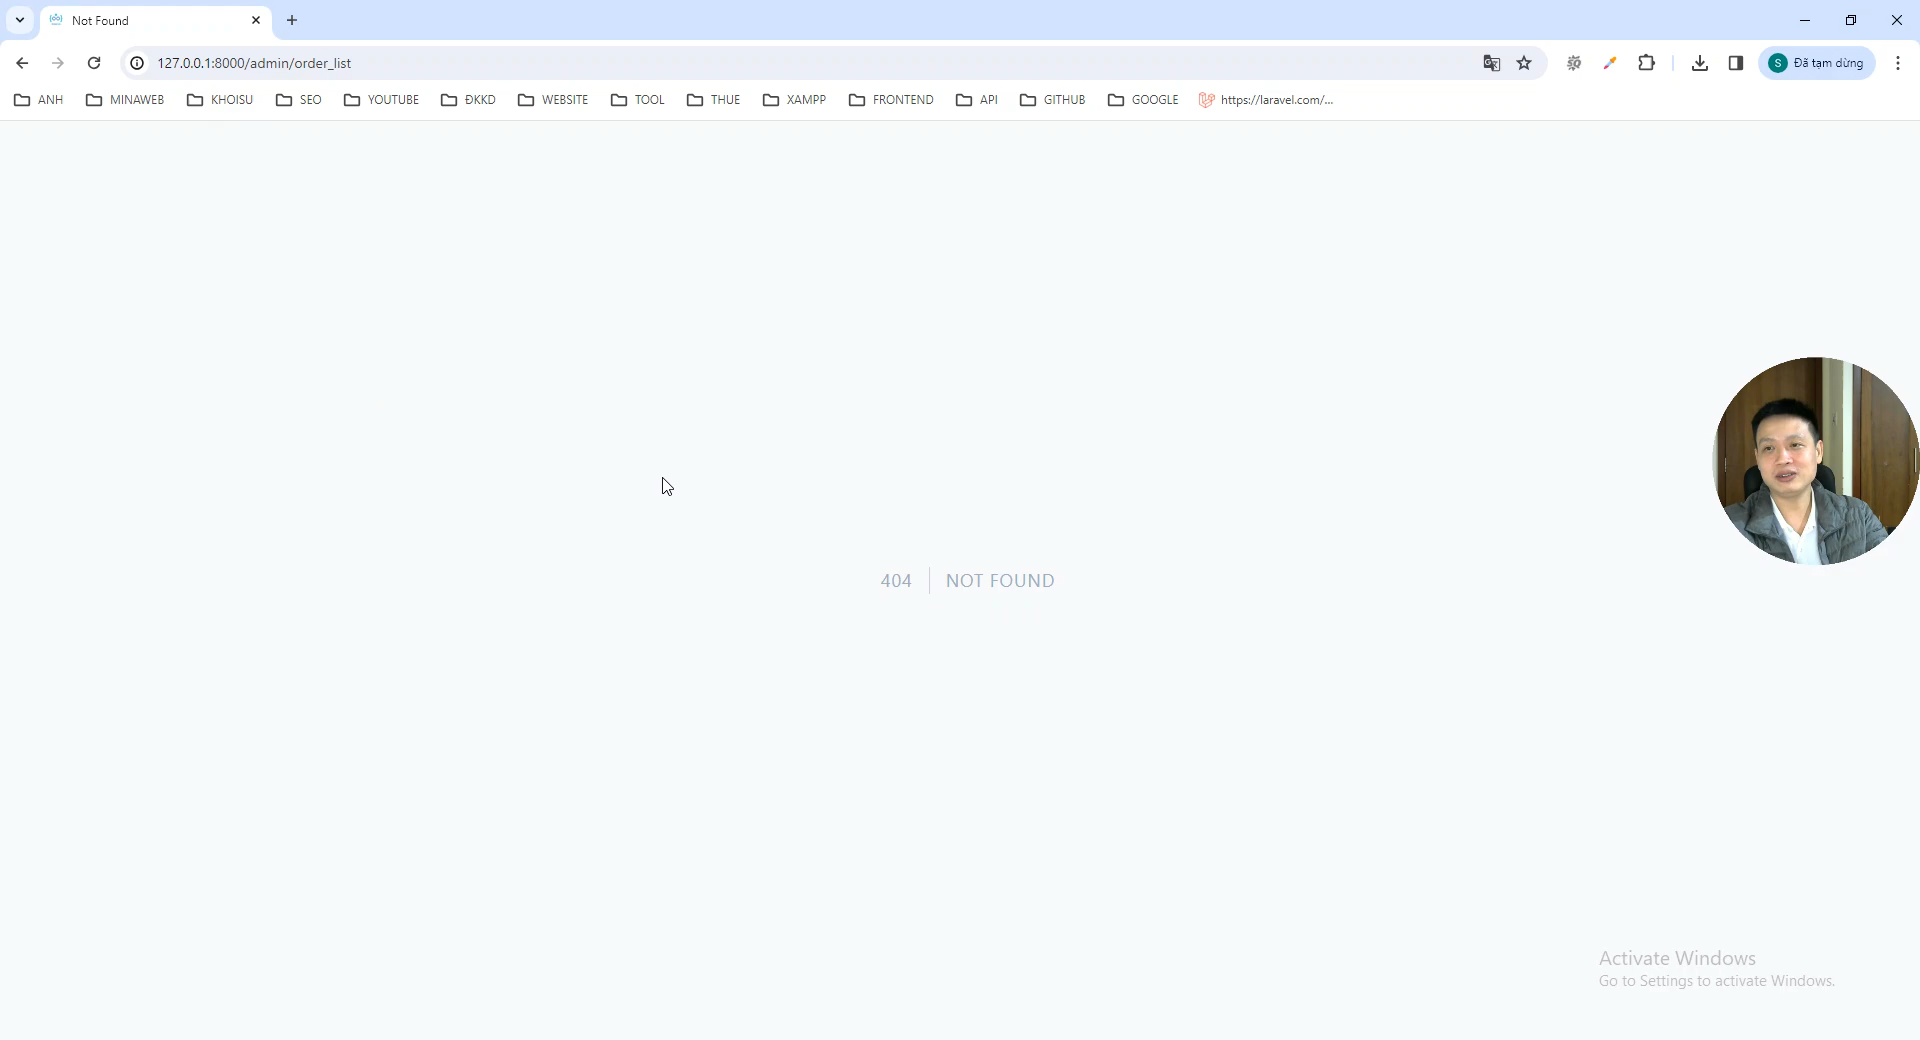 Not Found
127.0.0.1:8000/admin/order_list
S Đã tạm dừng
ANH MINAWEB KHOISU SEO YOUTUBE ĐKKD WEBSITE TOOL THUE XAMPP FRONTEND API GITHUB GOOGLE https://laravel.com/...
404 NOT FOUND
Activate Windows
Go to Settings to activate Windows.